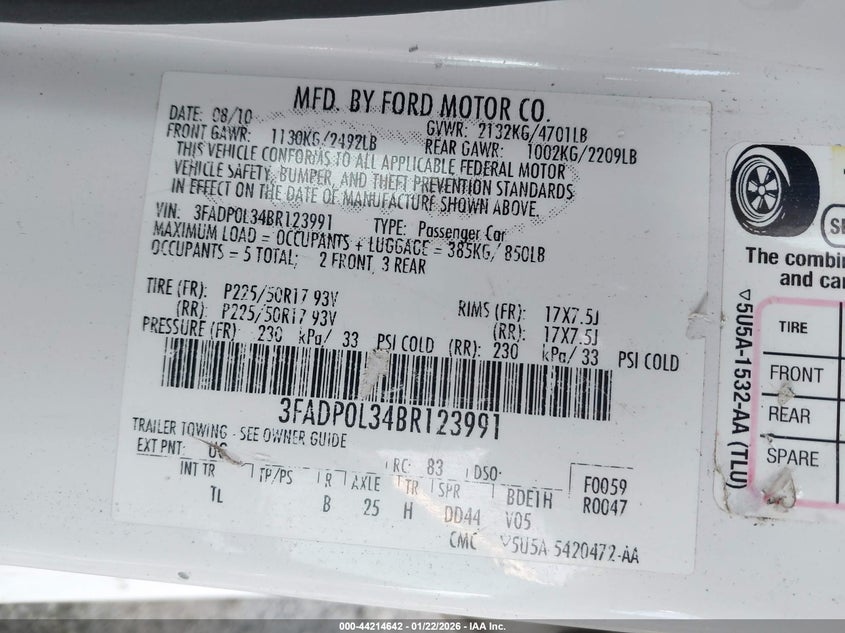 MFD. BY FORD MOTOR CO.
DATE: 08/10 GVWR: 2132KG/4701LB
FRONT GAWR: 1130KG/2492LB REAR GAWR: 1002KG/2209LB
THIS VEHICLE CONFORMS TO ALL APPLICABLE FEDERAL MOTOR
VEHICLE SAFETY, BUMPER, AND THEFT PREVENTION STANDARDS
IN EFFECT ON THE DATE OF MANUFACTURE SHOWN ABOVE.
VIN: 3FADP0L34BR123991 TYPE: Passenger Car
MAXIMUM LOAD = OCCUPANTS + LUGGAGE = 385KG/ 850LB
OCCUPANTS = 5 TOTAL; 2 FRONT, 3 REAR
TIRE (FR): P225/50R17 93V RIMS (FR): 17X7.5J
(RR): P225/50R17 93V (RR): 17X7.5J
PRESSURE (FR): 230 kPa/ 33 PSI COLD (RR): 230 kPa/ 33 PSI COLD
3FADP0L34BR123991
TRAILER TOWING - SEE OWNER GUIDE
EXT PNT: RC: 83 DSO: F0059
INT TR TP/PS R AXLE TR SPR BDE1H R0047
TL B 25 H DD44 V05
CMC V5U5A-5420472-AA
SE
The combin
and car
TIRE
FRONT
REAR
SPARE
V5U5A-1532-AA (TLU)
000-44214642 - 01/22/2026 - IAA Inc.